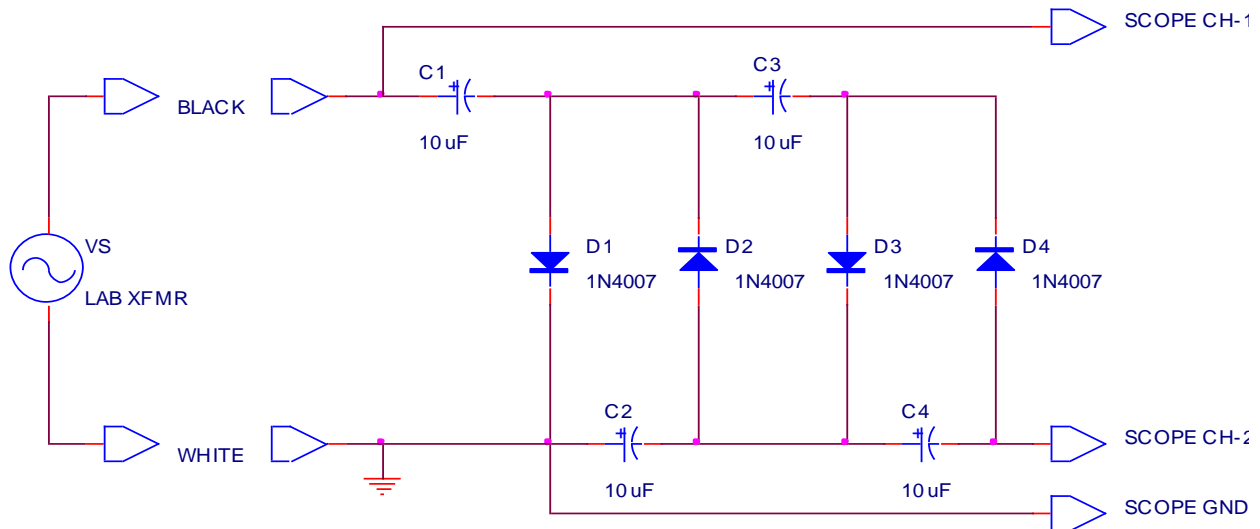 SCOPE CH-1
C1
+
10 uF
C3
+
10 uF
BLACK
VS
LAB XFMR
D1
1N4007
D2
1N4007
D3
1N4007
D4
1N4007
C2
+
10 uF
C4
+
10 uF
WHITE
SCOPE CH-2
SCOPE GND